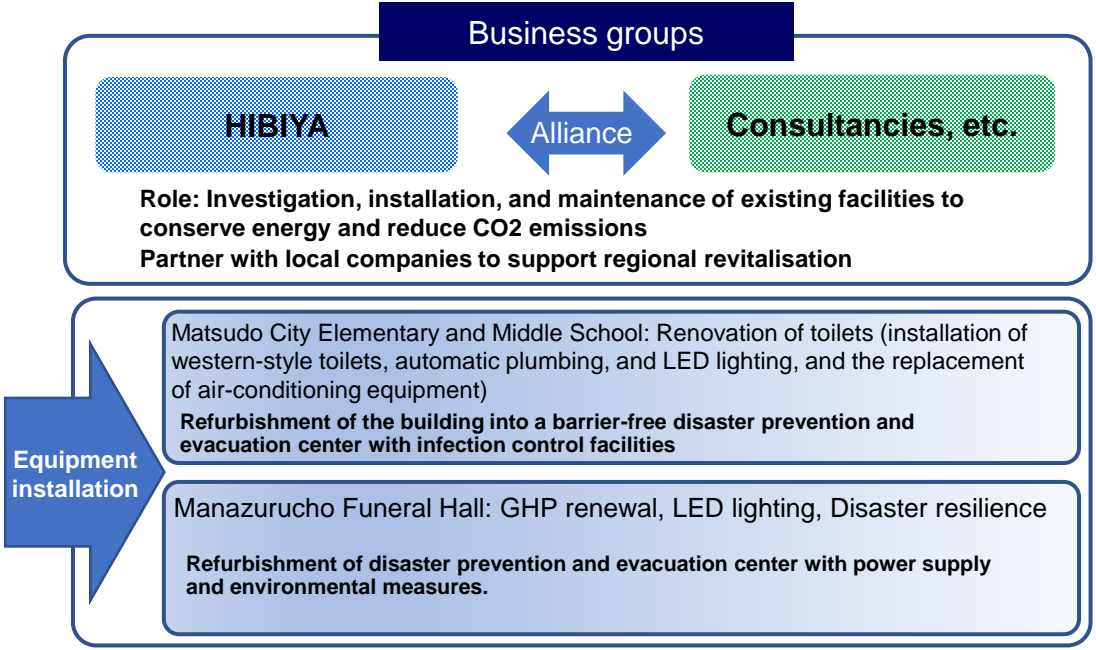 Business groups
HIBIYA
Alliance
Consultancies, etc.
Role: Investigation, installation, and maintenance of existing facilities to
conserve energy and reduce CO2 emissions
Partner with local companies to support regional revitalisation
Equipment
installation
Matsudo City Elementary and Middle School: Renovation of toilets (installation of
western-style toilets, automatic plumbing, and LED lighting, and the replacement
of air-conditioning equipment)
Refurbishment of the building into a barrier-free disaster prevention and
evacuation center with infection control facilities
Manazurucho Funeral Hall: GHP renewal, LED lighting, Disaster resilience
Refurbishment of disaster prevention and evacuation center with power supply
and environmental measures.